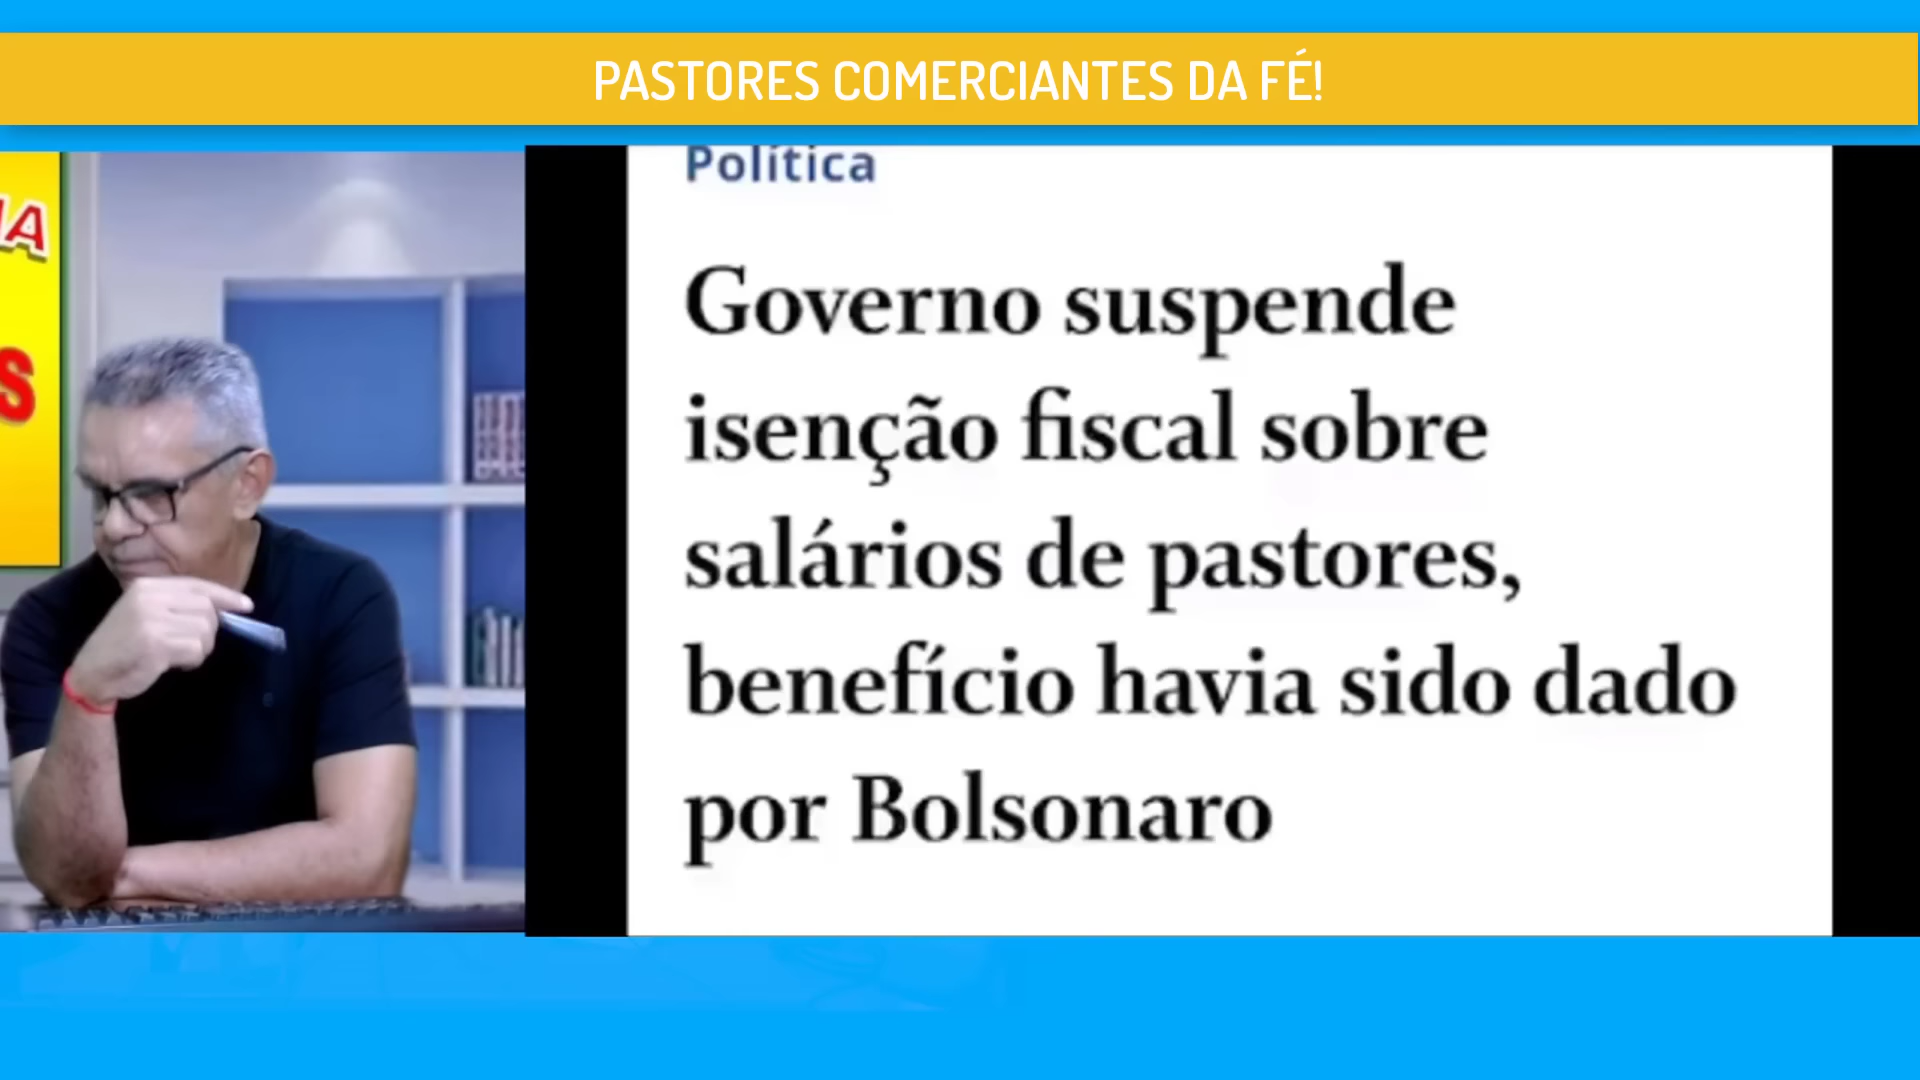 PASTORES COMERCIANTES DA FÉ!
IA
S
Política
Governo suspende
isenção fiscal sobre
salários de pastores,
benefício havia sido dado
por Bolsonaro